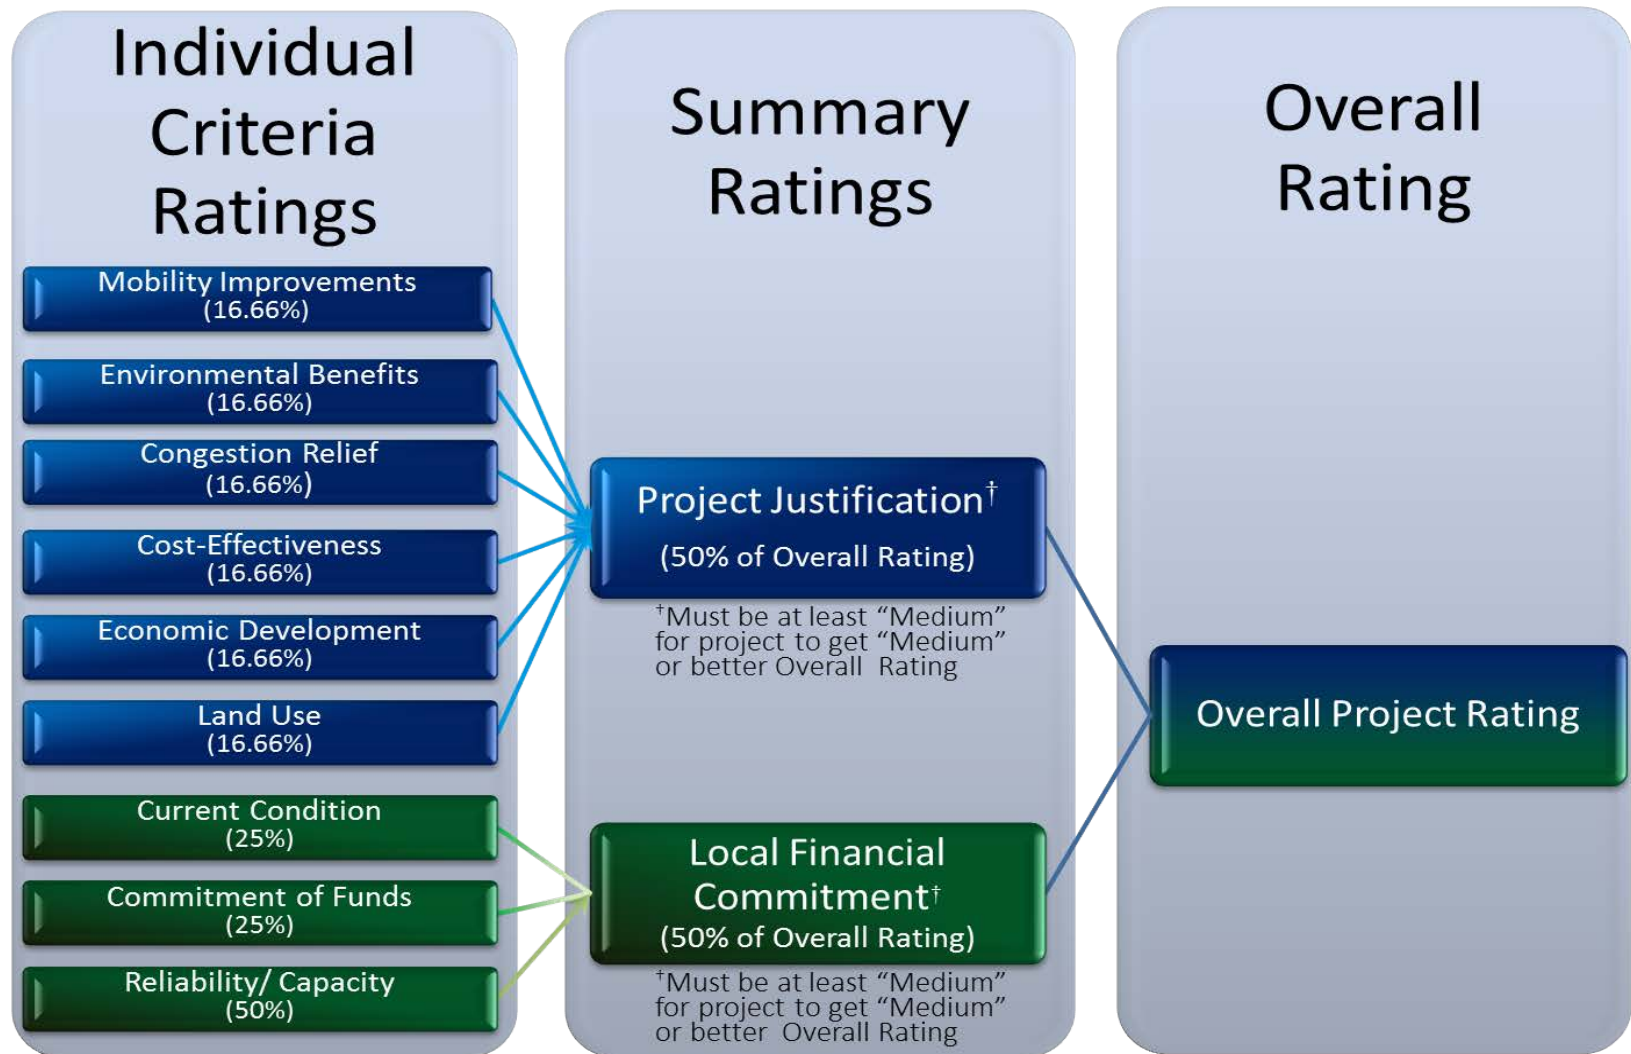 Individual
Criteria
Ratings
Mobility Improvements
(16.66%)
Environmental Benefits
(16.66%)
Congestion Relief
(16.66%)
Cost-Effectiveness
(16.66%)
Economic Development
(16.66%)
Land Use
(16.66%)
Current Condition
(25%)
Commitment of Funds
(25%)
Reliability/ Capacity
(50%)
Summary
Ratings
Project Justification†
(50% of Overall Rating)
†Must be at least “Medium”
for project to get “Medium”
or better Overall Rating
Local Financial
Commitment†
(50% of Overall Rating)
†Must be at least “Medium”
for project to get “Medium”
or better Overall Rating
Overall
Rating
Overall Project Rating